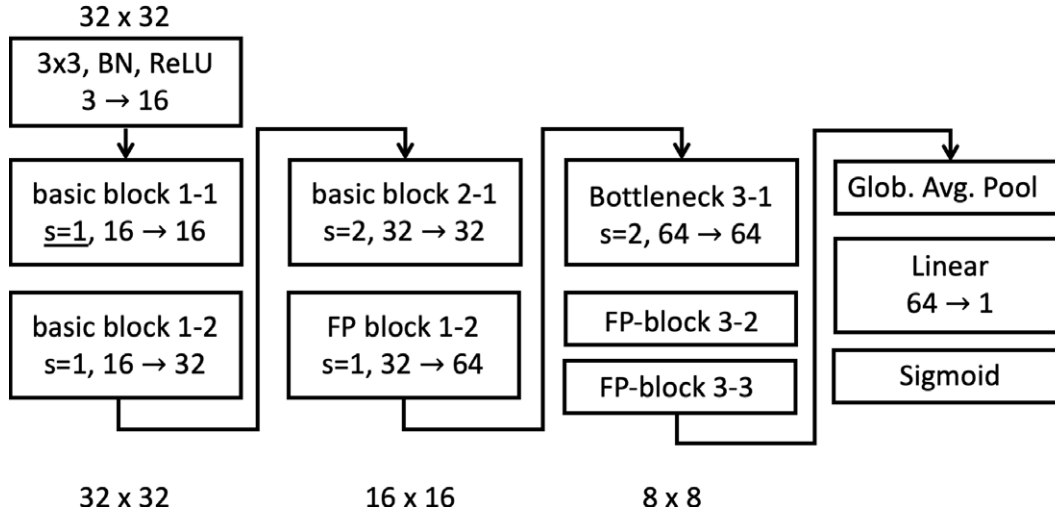 32 x 32
3x3, BN, ReLU
3 → 16
basic block 1-1
s=1, 16 → 16
basic block 1-2
s=1, 16 → 32
32 x 32
basic block 2-1
s=2, 32 → 32
FP block 1-2
s=1, 32 → 64
16 x 16
Bottleneck 3-1
s=2, 64 → 64
FP-block 3-2
FP-block 3-3
8 x 8
Glob. Avg. Pool
Linear
64 → 1
Sigmoid